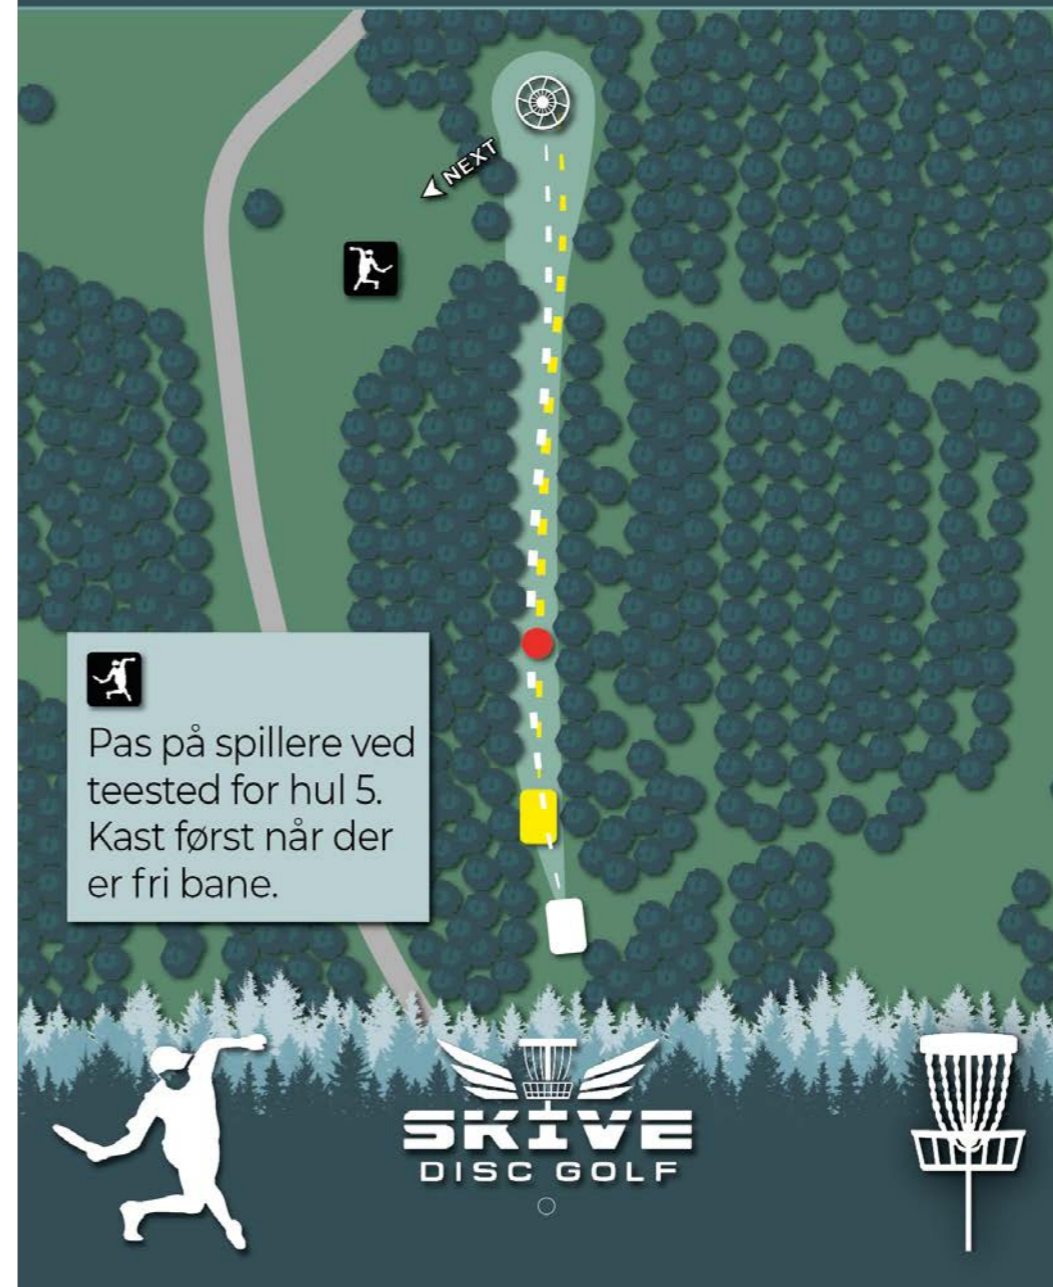 NEXT
Pas på spillere ved
teested for hul 5.
Kast først når der
er fri bane.
SKIVE
DISC GOLF